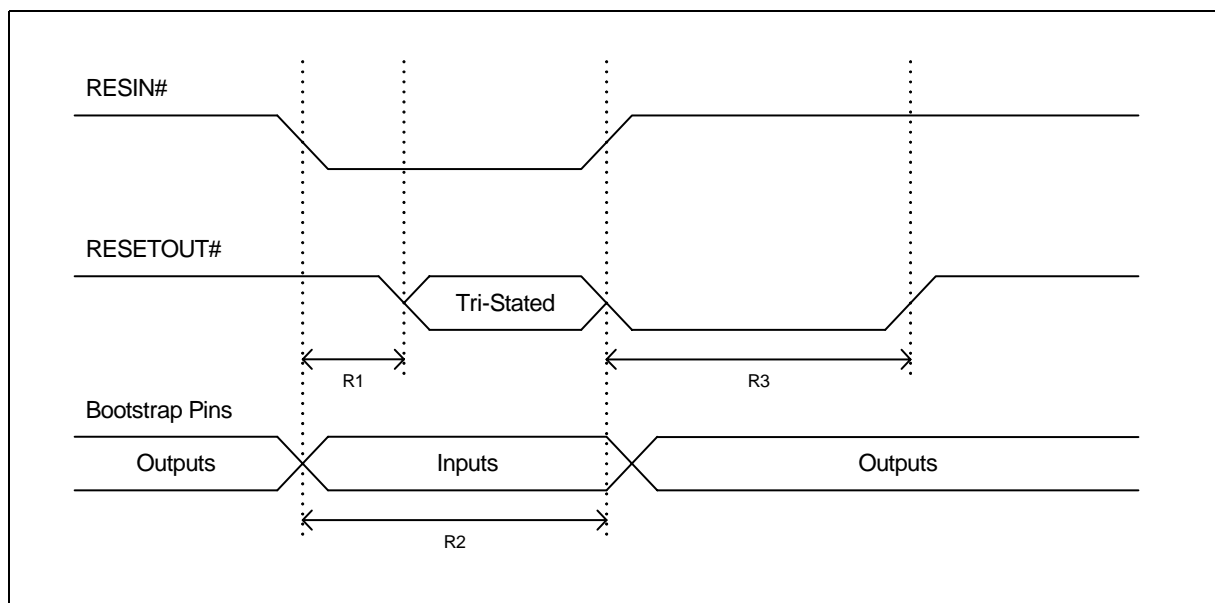 RESIN#
RESETOUT#
Tri-Stated
R1
R3
Bootstrap Pins
Outputs
Inputs
Outputs
R2